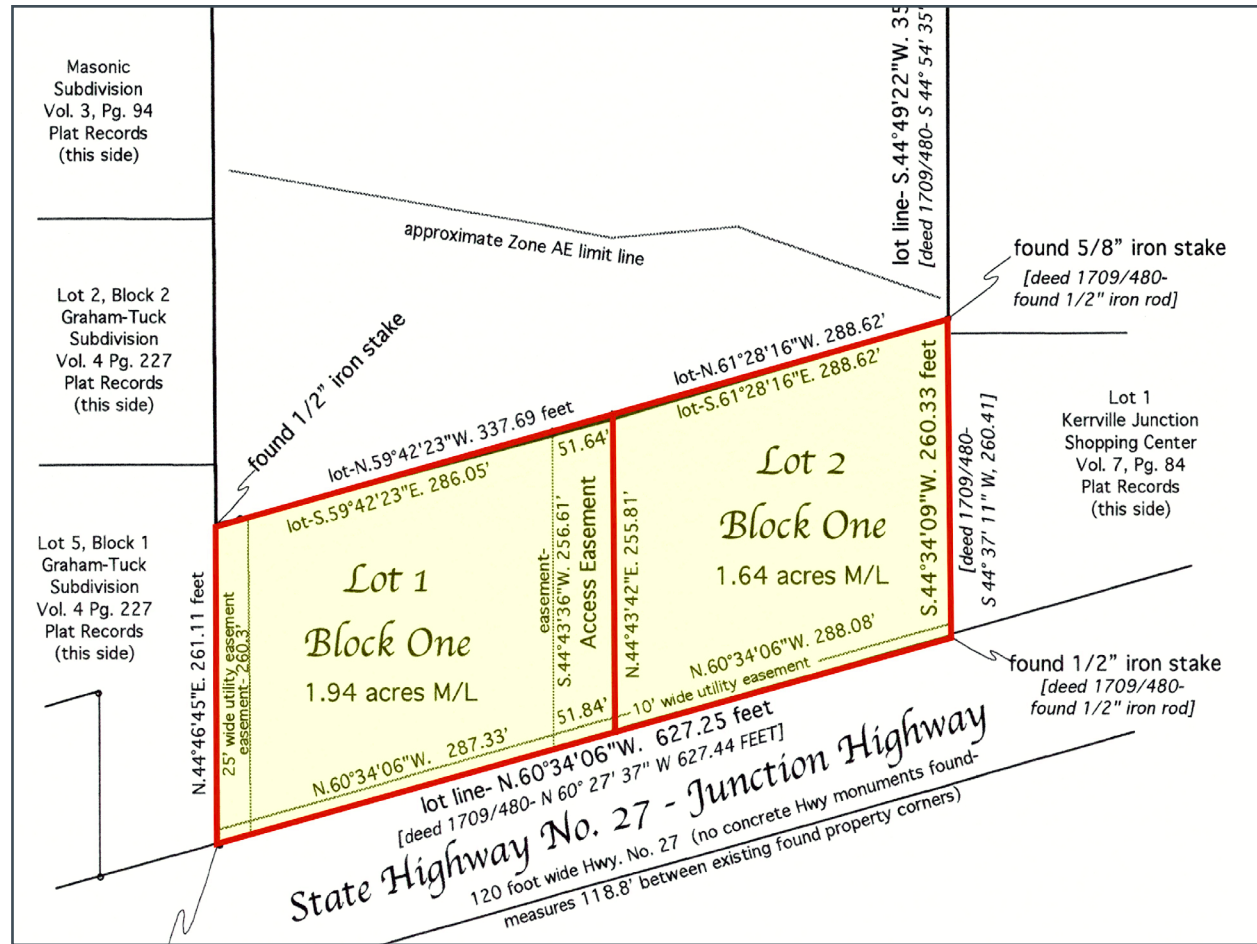 Masonic
Subdivision
Vol. 3, Pg. 94
Plat Records
(this side)
lot line- S.44°49'22"W. 35
[deed 1709/480- S 44° 54' 35'
approximate Zone AE limit line
found 5/8" iron stake
[deed 1709/480-
found 1/2" iron rod]
Lot 2, Block 2
Graham-Tuck
Subdivision
Vol. 4 Pg. 227
Plat Records
(this side)
found 1/2" iron stake
lot-N.61°28'16"W. 288.62'
lot-S.61°28'16"E. 288.62'
lot-N.59°42'23"W. 337.69 feet
lot-S.59°42'23"E. 286.05'
51.64'
Lot 1
Kerrville Junction
Shopping Center
Vol. 7, Pg. 84
Plat Records
(this side)
S.44°34'09"W. 260.33 feet
[deed 1709/480-
S 44° 37' 11" W, 260.41]
Lot 2
Block One
1.64 acres M/L
easement-
S.44°43'36"W. 256.61'
Access Easement
N.44°43'42"E. 255.81'
Lot 5, Block 1
Graham-Tuck
Subdivision
Vol. 4 Pg. 227
Plat Records
(this side)
N.44°46'45"E. 261.11 feet
25' wide utility easement
easement- 260.3'
Lot 1
Block One
1.94 acres M/L
N.60°34'06"W. 288.08'
10' wide utility easement
51.84'
N.60°34'06"W. 287.33'
found 1/2" iron stake
[deed 1709/480-
found 1/2" iron rod]
lot line- N.60°34'06"W. 627.25 feet
[deed 1709/480- N 60° 27' 37" W 627.44 FEET]
State Highway No. 27 - Junction Highway
120 foot wide Hwy. No. 27 (no concrete Hwy monuments found-
measures 118.8' between existing found property corners)